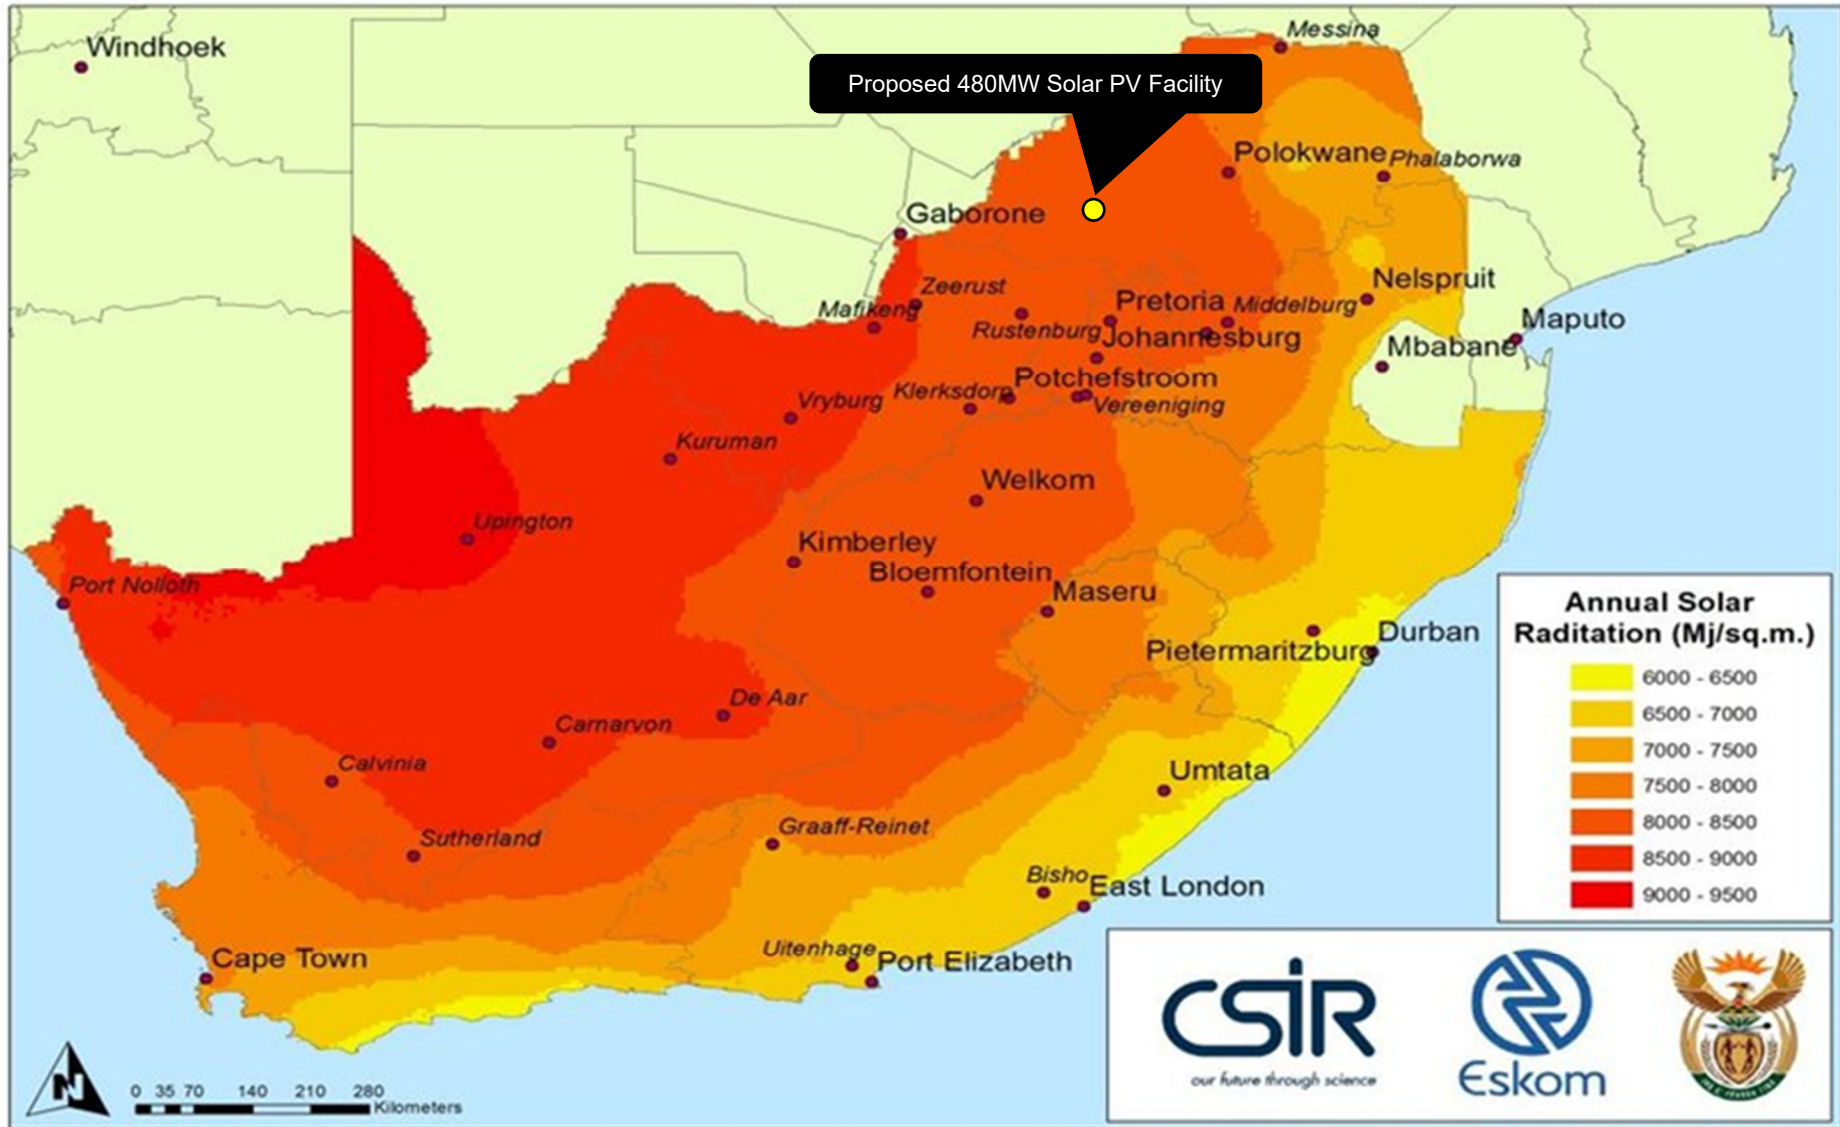 Windhoek
Messina
Proposed 480MW Solar PV Facility
Polokwane
Phalaborwa
Gaborone
Zeerust
Mafikeng
Rustenburg
Pretoria
Middelburg
Nelspruit
Johannesburg
Maputo
Mbabane
Potchefstroom
Klerksdorp
Vereeniging
Vryburg
Kuruman
Welkom
Upington
Kimberley
Bloemfontein
Maseru
Port Nolloth
Pietermaritzburg
Durban
De Aar
Carnarvon
Calvinia
Umtata
Sutherland
Graaff-Reinet
Bisho
East London
Uitenhage
Port Elizabeth
Cape Town
Annual Solar
Raditation (Mj/sq.m.)
6000 - 6500
6500 - 7000
7000 - 7500
7500 - 8000
8000 - 8500
8500 - 9000
9000 - 9500
N
0 35 70 140 210 280
Kilometers
CSIR
our future through science
Eskom